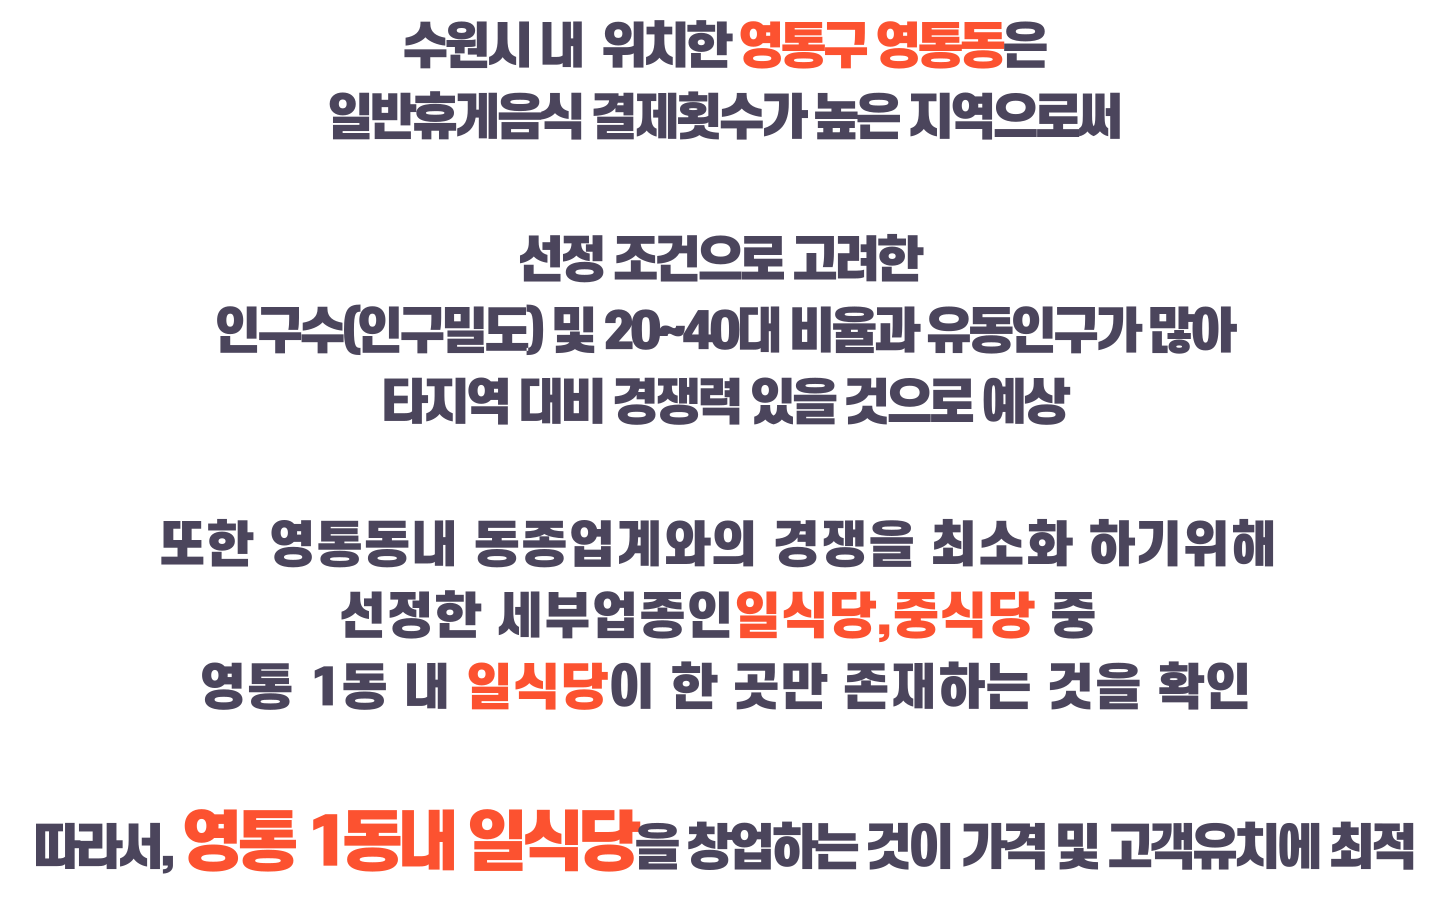 수원시 내 위치한 영통구 영통동은
일반휴게음식 결제횟수가 높은 지역으로써
선정 조건으로 고려한
인구수(인구밀도) 및 20~40대 비율과 유동인구가 많아
타지역 대비 경쟁력 있을 것으로 예상
또한 영통동내 동종업계와의 경쟁을 최소화 하기위해
선정한 세부업종인일식당,중식당 중
영통 1동 내 일식당이 한 곳만 존재하는 것을 확인
따라서, 영통 1동내 일식당을 창업하는 것이 가격 및 고객유치에 최적